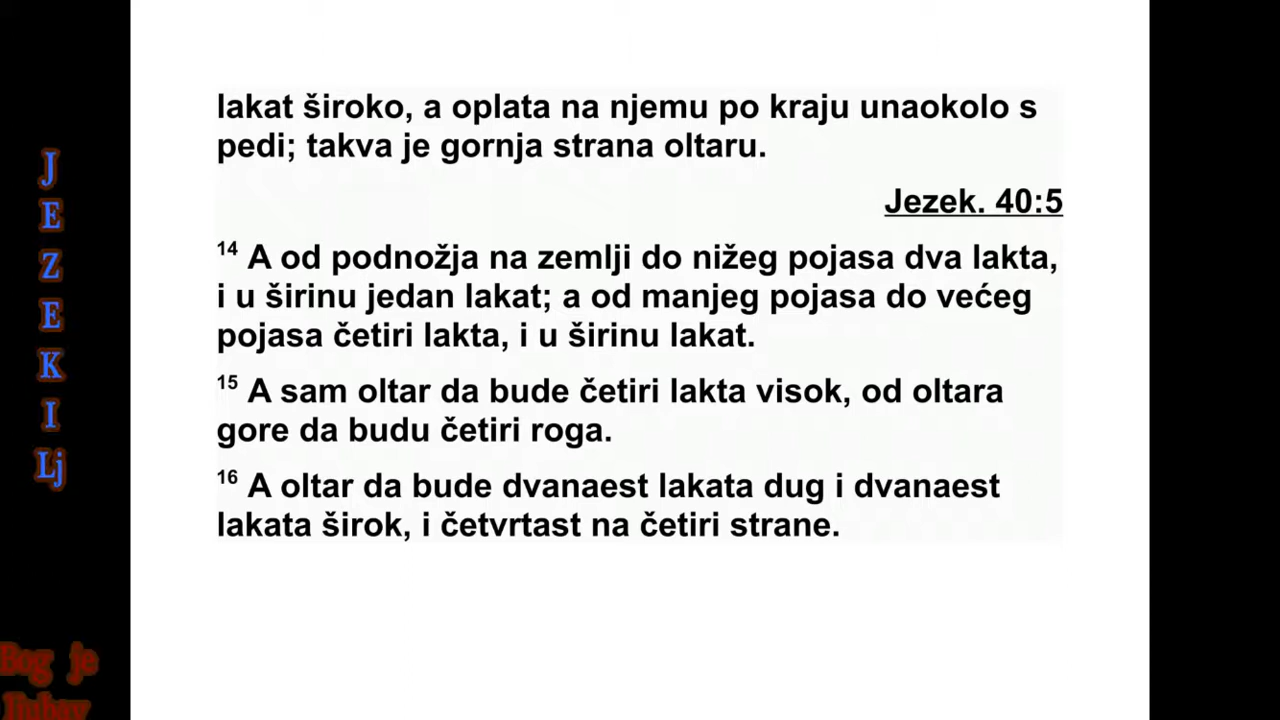 J
E
Z
E
K
I
Lj
Bog je
ljubav
lakat široko, a oplata na njemu po kraju unaokolo s
pedi; takva je gornja strana oltaru.
Jezek. 40:5
14 A od podnožja na zemlji do nižeg pojasa dva lakta,
i u širinu jedan lakat; a od manjeg pojasa do većeg
pojasa četiri lakta, i u širinu lakat.
15 A sam oltar da bude četiri lakta visok, od oltara
gore da budu četiri roga.
16 A oltar da bude dvanaest lakata dug i dvanaest
lakata širok, i četvrtast na četiri strane.